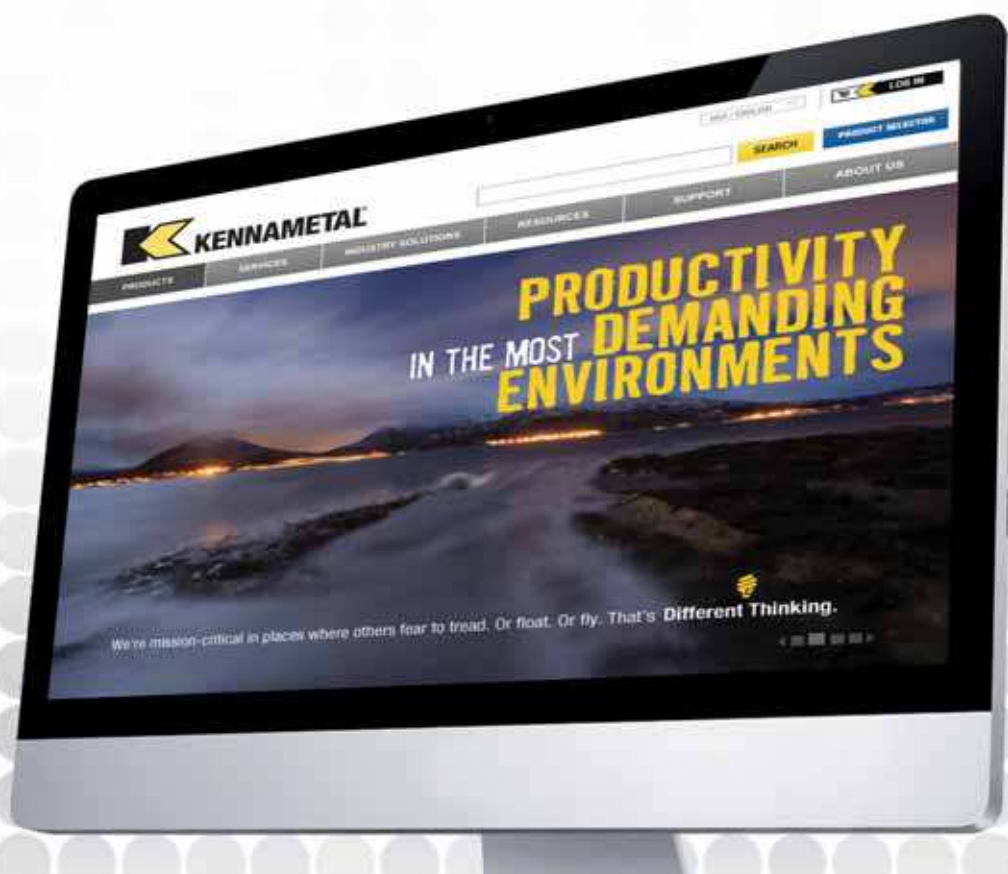 USA / ENGLISH
LOG IN
SEARCH
PRODUCT SELECTOR
KENNAMETAL
PRODUCTS
SERVICES
INDUSTRY SOLUTIONS
RESOURCES
SUPPORT
ABOUT US
PRODUCTIVITY
IN THE MOST DEMANDING
ENVIRONMENTS
We're mission-critical in places where others fear to tread. Or float. Or fly. That's Different Thinking.